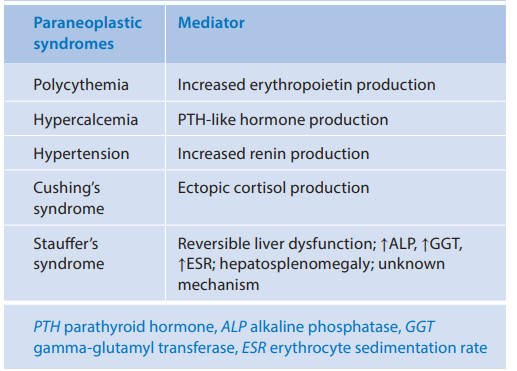 Paraneoplastic syndromes Mediator
Polycythemia Increased erythropoietin production
Hypercalcemia PTH-like hormone production
Hypertension Increased renin production
Cushing’s syndrome Ectopic cortisol production
Stauffer’s syndrome Reversible liver dysfunction; ↑ALP, ↑GGT,
↑ESR; hepatosplenomegaly; unknown
mechanism
PTH parathyroid hormone, ALP alkaline phosphatase, GGT
gamma-glutamyl transferase, ESR erythrocyte sedimentation rate